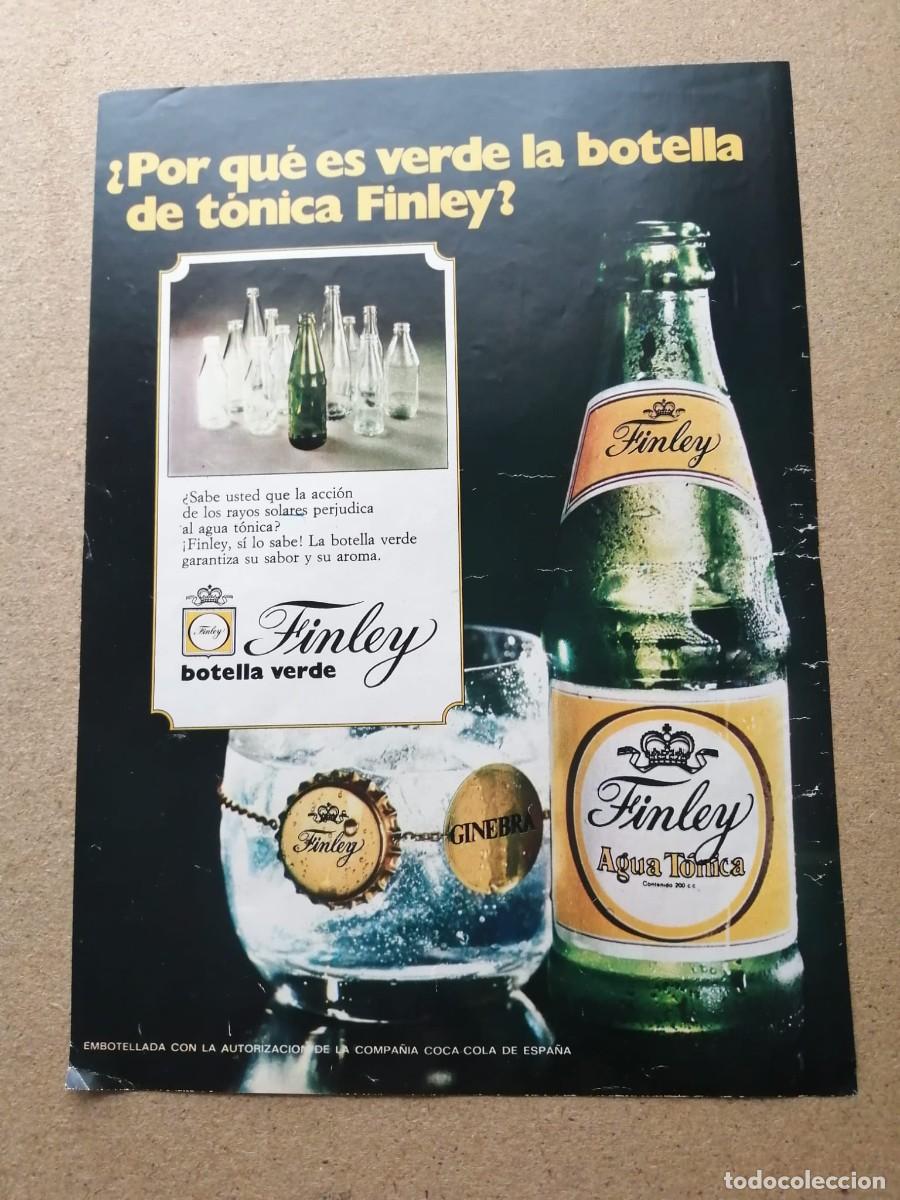 ¿Por qué es verde la botella
de tónica Finley?
¿Sabe usted que la acción
de los rayos solares perjudica
al agua tónica?
¡Finley, sí lo sabe! La botella verde
garantiza su sabor y su aroma.
Finley
Finley
botella verde
Finley
Finley
Agua Tónica
Contenido 200 c c
Finley
GINEBRA
EMBOTELLADA CON LA AUTORIZACION DE LA COMPAÑIA COCA COLA DE ESPAÑA
todocoleccion